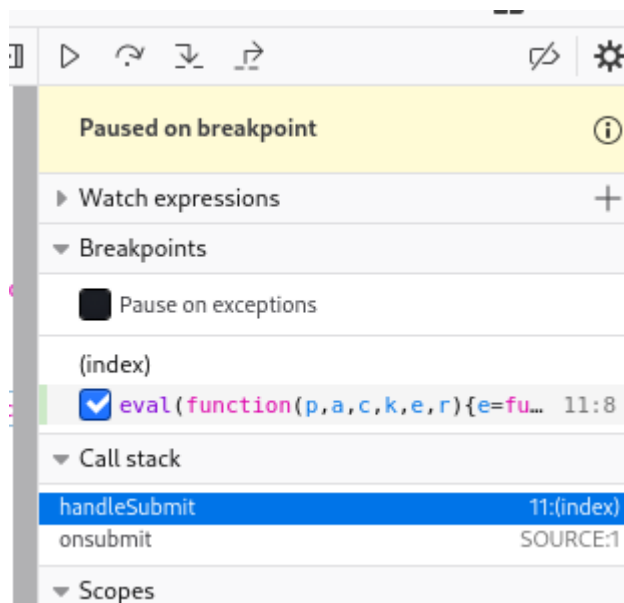 Paused on breakpoint
Watch expressions
Breakpoints
Pause on exceptions
(index)
eval(function(p,a,c,k,e,r){e=fu… 11:8
Call stack
handleSubmit 11:(index)
onsubmit SOURCE:1
Scopes